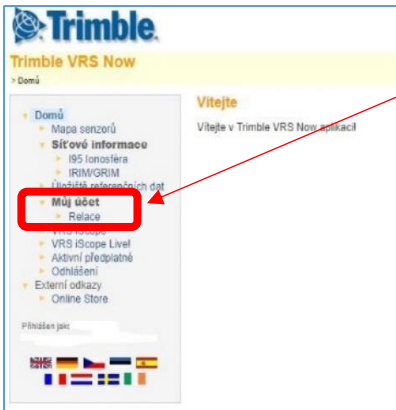 Trimble.
Trimble VRS Now
> Domů
Vítejte
Vítejte v Trimble VRS Now aplikaci!
Domů
Mapa senzorů
Síťové informace
I95 Ionosféra
IRIM/GRIM
Úložiště referenčních dat
Můj účet
Relace
VRS iScope
VRS iScope Live!
Aktivní předplatné
Odhlášení
Externí odkazy
Online Store
Přihlášen jako: